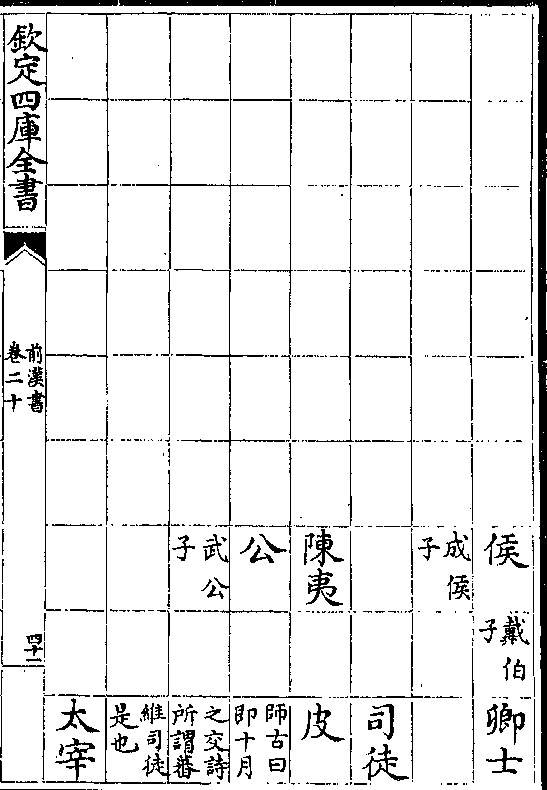 侯
戴伯
子
卿士
成侯
子
司徒
陳夷
皮
公
師古曰
即十月
武公
子
之交詩
所謂蕃
維司徒
是也
太宰
欽定四庫全書
前漢書
卷二十
四十一